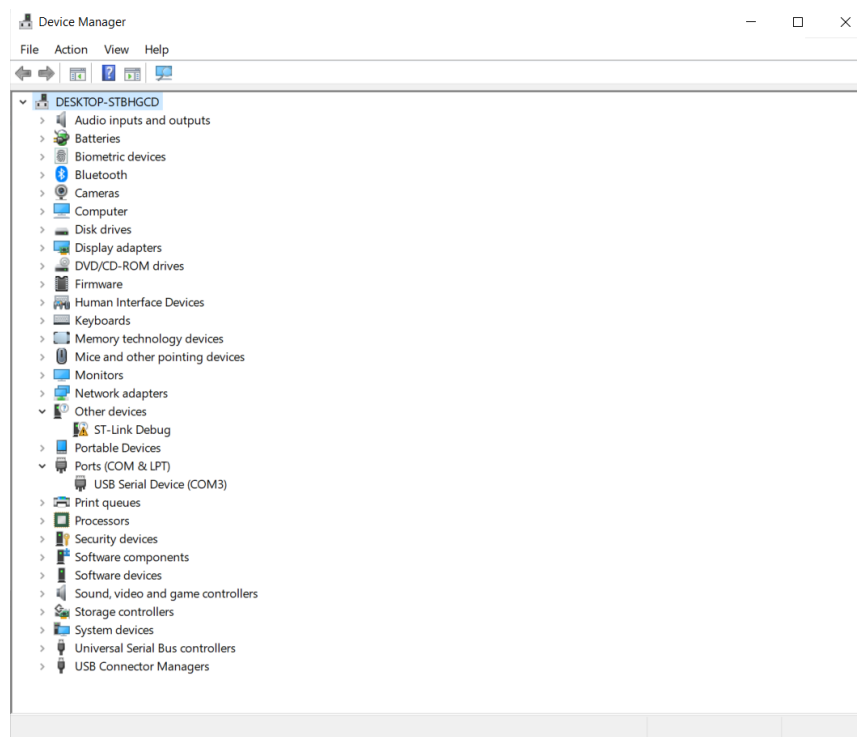 Device Manager
File Action View Help
DESKTOP-STBHGCD
Audio inputs and outputs
Batteries
Biometric devices
Bluetooth
Cameras
Computer
Disk drives
Display adapters
DVD/CD-ROM drives
Firmware
Human Interface Devices
Keyboards
Memory technology devices
Mice and other pointing devices
Monitors
Network adapters
Other devices
ST-Link Debug
Portable Devices
Ports (COM & LPT)
USB Serial Device (COM3)
Print queues
Processors
Security devices
Software components
Software devices
Sound, video and game controllers
Storage controllers
System devices
Universal Serial Bus controllers
USB Connector Managers